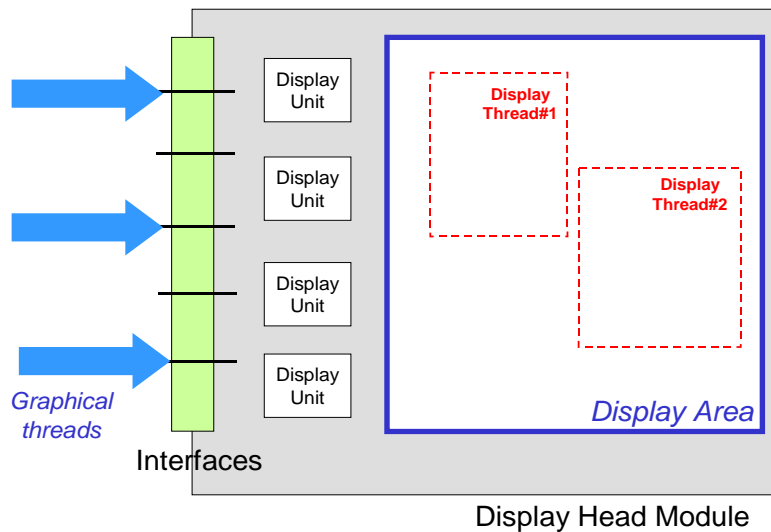 Display
Unit
Display
Unit
Display
Unit
Display
Unit
Display
Thread#1
Display
Thread#2
Display Area
Graphical
threads
Interfaces
Display Head Module